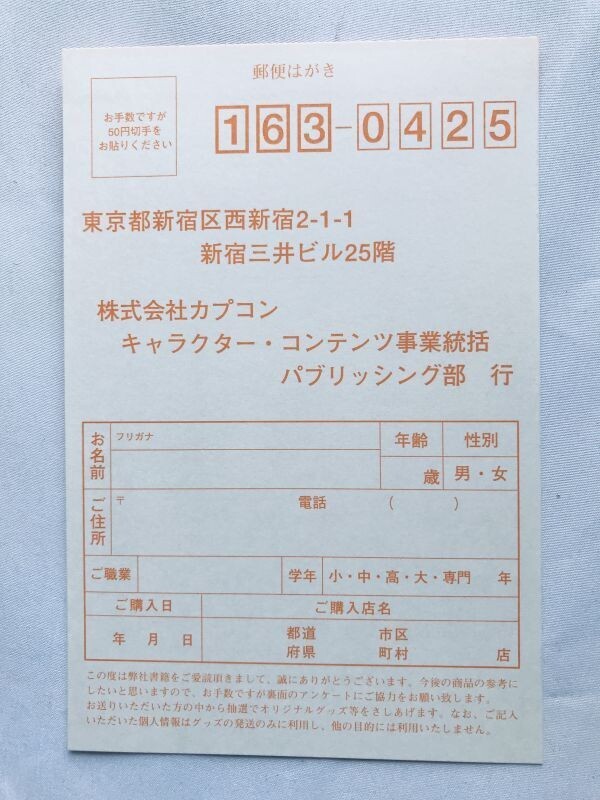 郵便はがき
お手数ですが
50円切手を
お貼りください
163-0425
東京都新宿区西新宿2-1-1
新宿三井ビル25階
株式会社カプコン
キャラクター・コンテンツ事業統括
パブリッシング部 行
お名前
フリガナ
年齢 性別
歳 男・女
ご住所
〒 電話 ( )
ご職業 学年 小・中・高・大・専門 年
ご購入日 ご購入店名
年 月 日 都道 市区
府県 町村 店
この度は弊社書籍をご愛読頂きまして、誠にありがとうございます。今後の商品の参考に
したいと思いますので、お手数ですが裏面のアンケートにご協力をお願い致します。
お送りいただいた方の中から抽選でオリジナルグッズ等をさしあげます。なお、ご記入
いただいた個人情報はグッズの発送のみに利用し、他の目的には利用いたしません。